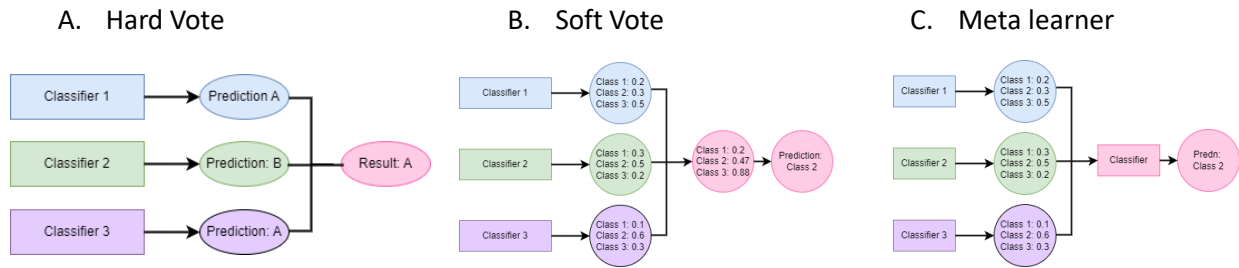 A. Hard Vote
Classifier 1
Prediction A
Classifier 2
Prediction: B
Result: A
Classifier 3
Prediction: A
B. Soft Vote
Classifier 1
Class 1: 0.2
Class 2: 0.3
Class 3: 0.5
Classifier 2
Class 1: 0.3
Class 2: 0.5
Class 3: 0.2
Class 1: 0.2
Class 2: 0.47
Class 3: 0.88
Prediction:
Class 2
Classifier 3
Class 1: 0.1
Class 2: 0.6
Class 3: 0.3
C. Meta learner
Classifier 1
Class 1: 0.2
Class 2: 0.3
Class 3: 0.5
Classifier 2
Class 1: 0.3
Class 2: 0.5
Class 3: 0.2
Classifier
Predn:
Class 2
Classifier 3
Class 1: 0.1
Class 2: 0.6
Class 3: 0.3